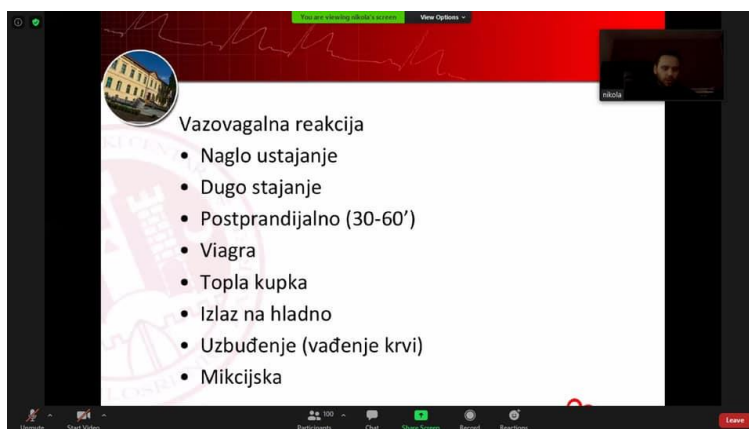 You are viewing nikola's screen
View Options
nikola
Vazovagalna reakcija
• Naglo ustajanje
• Dugo stajanje
• Postprandijalno (30-60’)
• Viagra
• Topla kupka
• Izlaz na hladno
• Uzbuđenje (vađenje krvi)
• Mikcijska
100
Unmute
Start Video
Participants
Chat
Share Screen
Record
Reactions
Leave